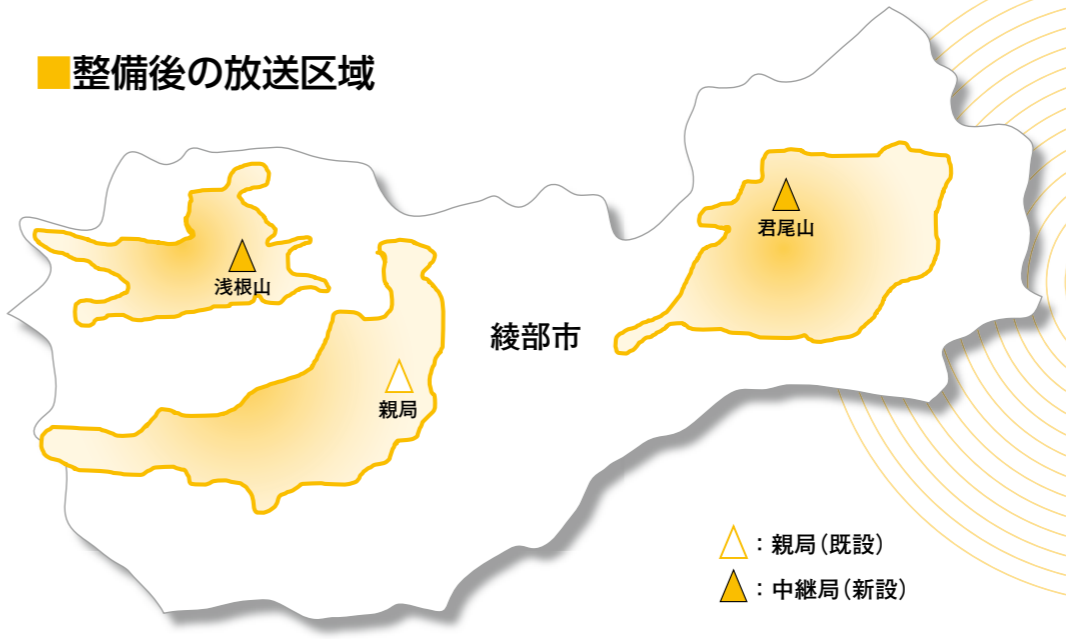 ■整備後の放送区域
君尾山
浅根山
綾部市
親局
△：親局（既設）
▲：中継局（新設）